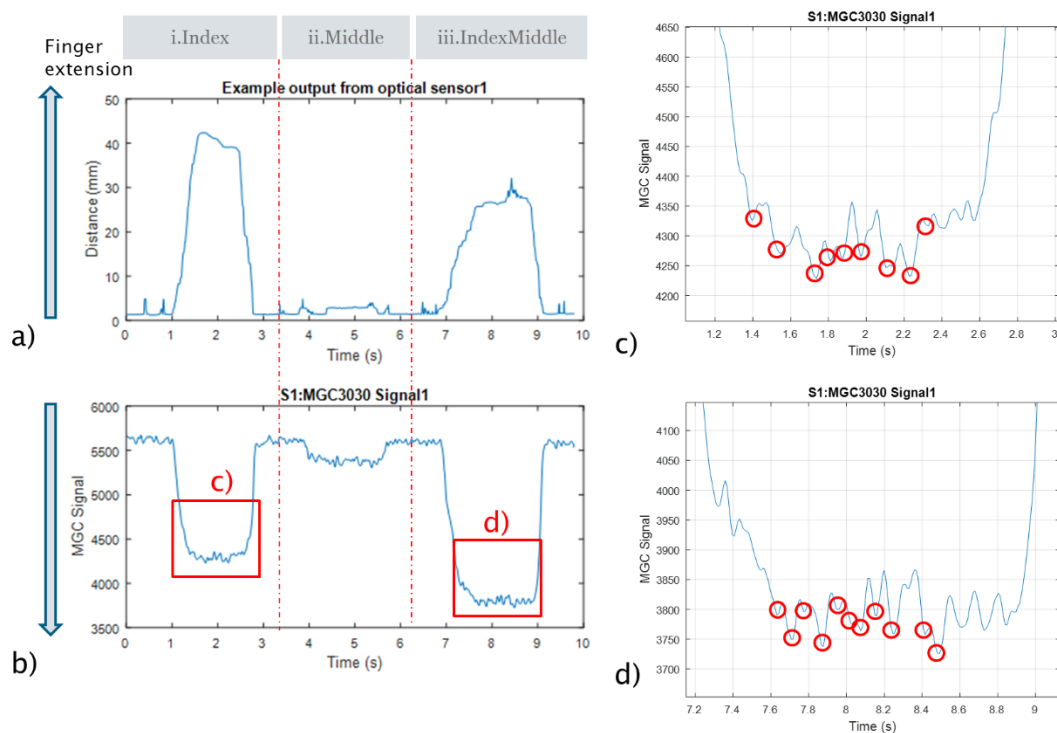 i.Index
ii.Middle
iii.IndexMiddle
Finger
extension
Example output from optical sensor1
50
40
30
20
10
0
Distance (mm)
0 1 2 3 4 5 6 7 8 9 10
Time (s)
a)
S1:MGC3030 Signal1
6000
5500
5000
4500
4000
3500
MGC Signal
c)
d)
0 1 2 3 4 5 6 7 8 9 10
Time (s)
b)
S1:MGC3030 Signal1
4650
4600
4550
4500
4450
4400
4350
4300
4250
4200
MGC Signal
1.2 1.4 1.6 1.8 2 2.2 2.4 2.6 2.8 3
Time (s)
c)
S1:MGC3030 Signal1
4100
4050
4000
3950
3900
3850
3800
3750
3700
MGC Signal
7.2 7.4 7.6 7.8 8 8.2 8.4 8.6 8.8 9
Time (s)
d)